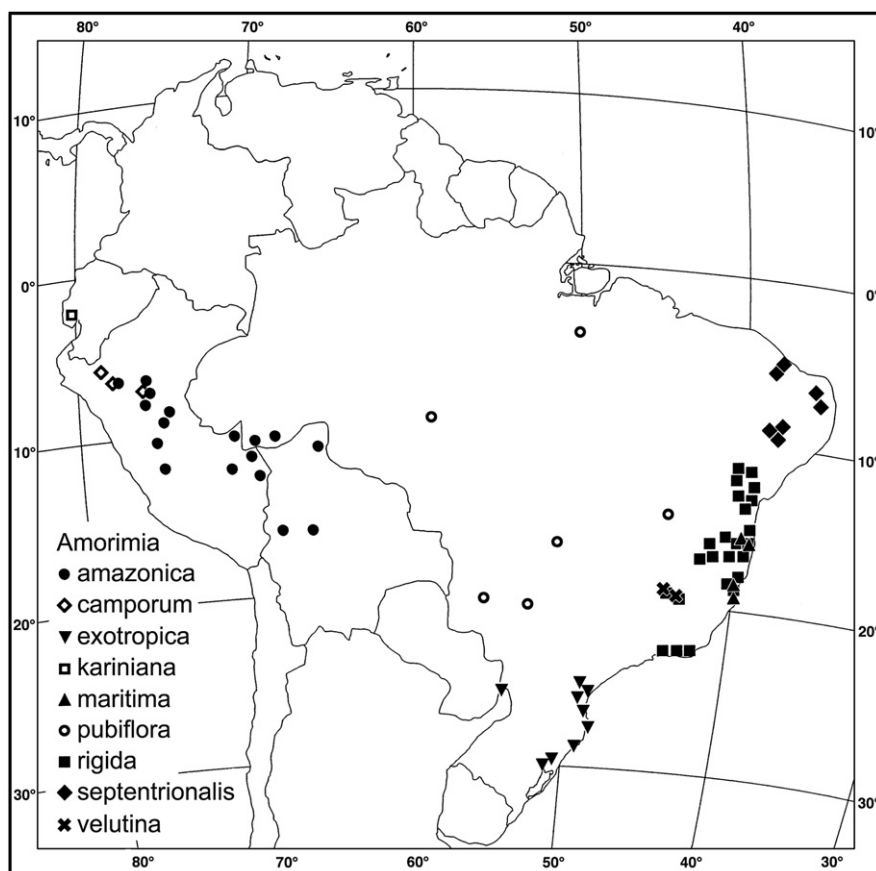 80° 70° 60° 50° 40°
10° 10°
0° 0°
10° 10°
Amorimia
amazonica
camporum
exotropica
kariniana
maritima
pubiflora
rigida
septentrionalis
velutina
20° 20°
30° 30°
80° 70° 60° 50° 40° 30°